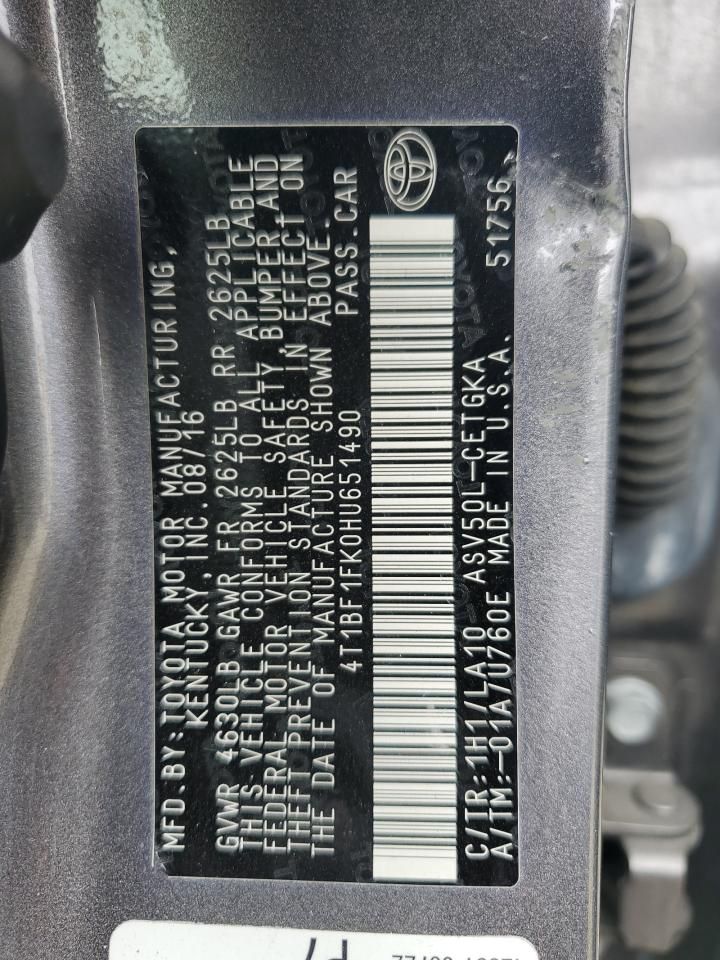 MFD.BY:TOYOTA MOTOR MANUFACTURING,
KENTUCKY, INC. 08/16
GVWR 4630LB GAWR FR 2625LB RR 2625LB
THIS VEHICLE CONFORMS TO ALL APPLICABLE
FEDERAL MOTOR VEHICLE SAFETY, BUMPER, AND
THEFT PREVENTION STANDARDS IN EFFECT ON
THE DATE OF MANUFACTURE SHOWN ABOVE.
4T1BF1FK0HU651490 PASS.CAR
C/TR:1H1/LA10 ASV50L-CETGKA
A/TM:-01A/U760E MADE IN U.S.A. 51756